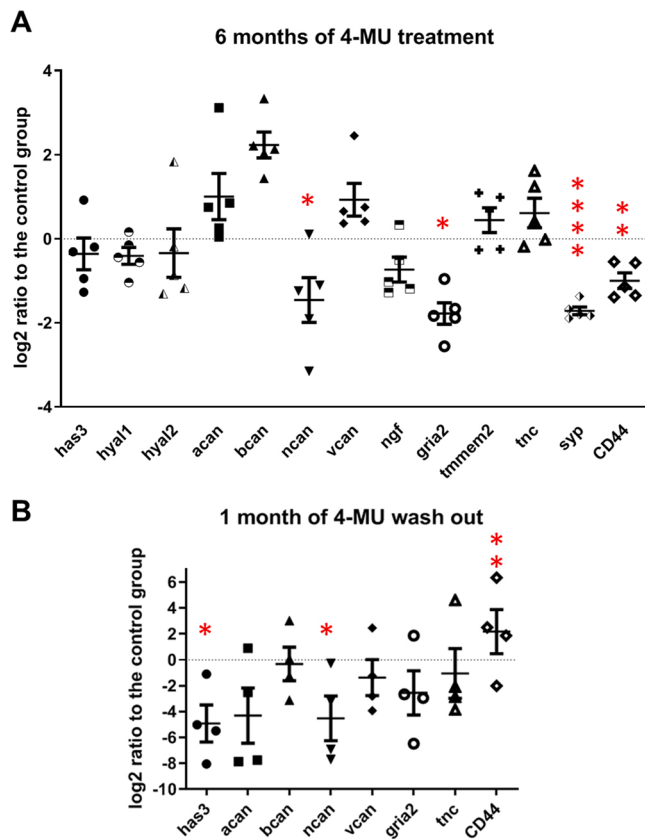 A
6 months of 4-MU treatment
log2 ratio to the control group
4
2
0
-2
-4
*
*
*
*
*
*
*
*
has3
hyal1
hyal2
acan
bcan
ncan
vcan
ngf
gria2
tmmem2
tnc
syp
CD44
B
1 month of 4-MU wash out
log2 ratio to the control group
6
4
2
0
-2
-4
-6
-8
-10
*
*
*
*
has3
acan
bcan
ncan
vcan
gria2
tnc
CD44